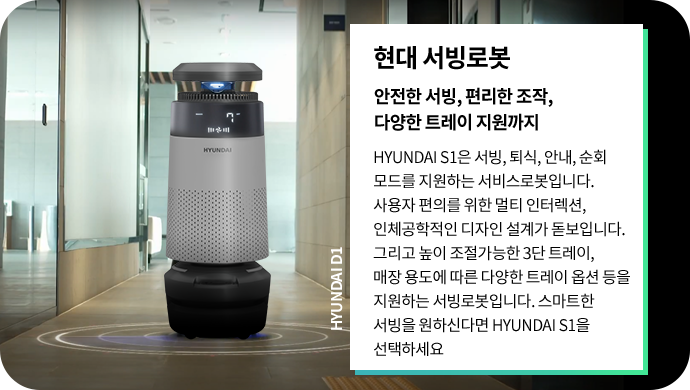 현대 서빙로봇
안전한 서빙, 편리한 조작,
다양한 트레이 지원까지
HYUNDAI S1은 서빙, 퇴식, 안내, 순회
모드를 지원하는 서비스로봇입니다.
사용자 편의를 위한 멀티 인터렉션,
인체공학적인 디자인 설계가 돋보입니다.
그리고 높이 조절가능한 3단 트레이,
매장 용도에 따른 다양한 트레이 옵션 등을
지원하는 서빙로봇입니다. 스마트한
서빙을 원하신다면 HYUNDAI S1을
선택하세요
HYUNDAI D1
HYUNDAI
7